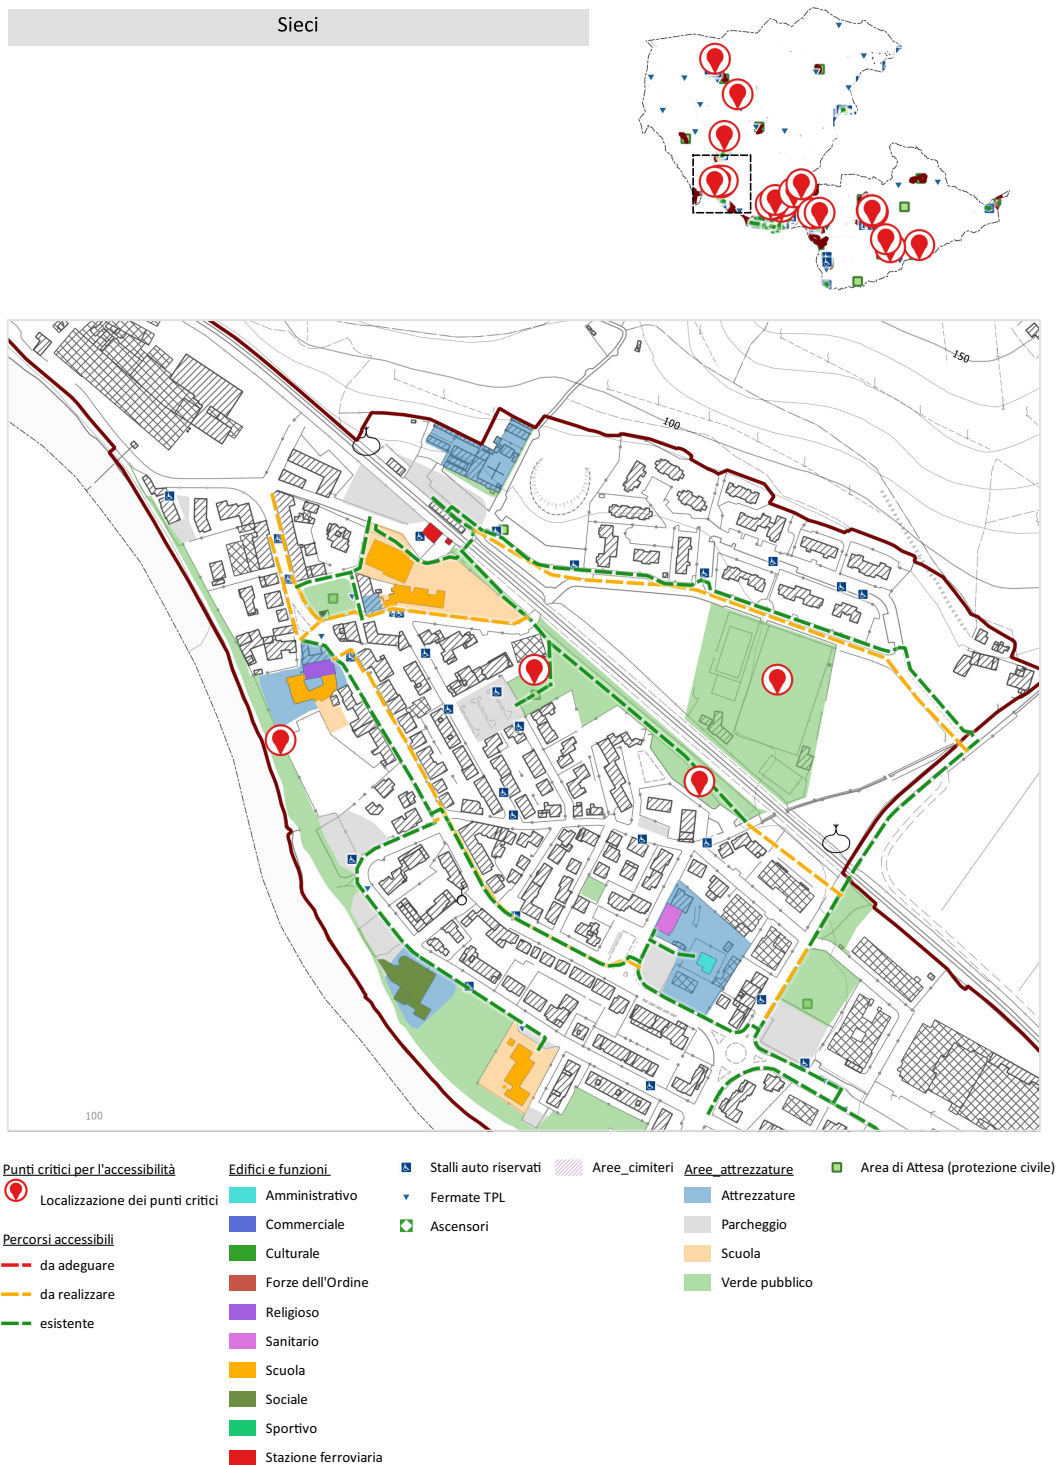 Sieci
150
100
100
Punti critici per l'accessibilità
Localizzazione dei punti critici
Percorsi accessibili
da adeguare
da realizzare
esistente
Edifici e funzioni
Amministrativo
Commerciale
Culturale
Forze dell'Ordine
Religioso
Sanitario
Scuola
Sociale
Sportivo
Stazione ferroviaria
Stalli auto riservati
Fermate TPL
Ascensori
Aree_cimiteri
Aree_attrezzature
Attrezzature
Parcheggio
Scuola
Verde pubblico
Area di Attesa (protezione civile)